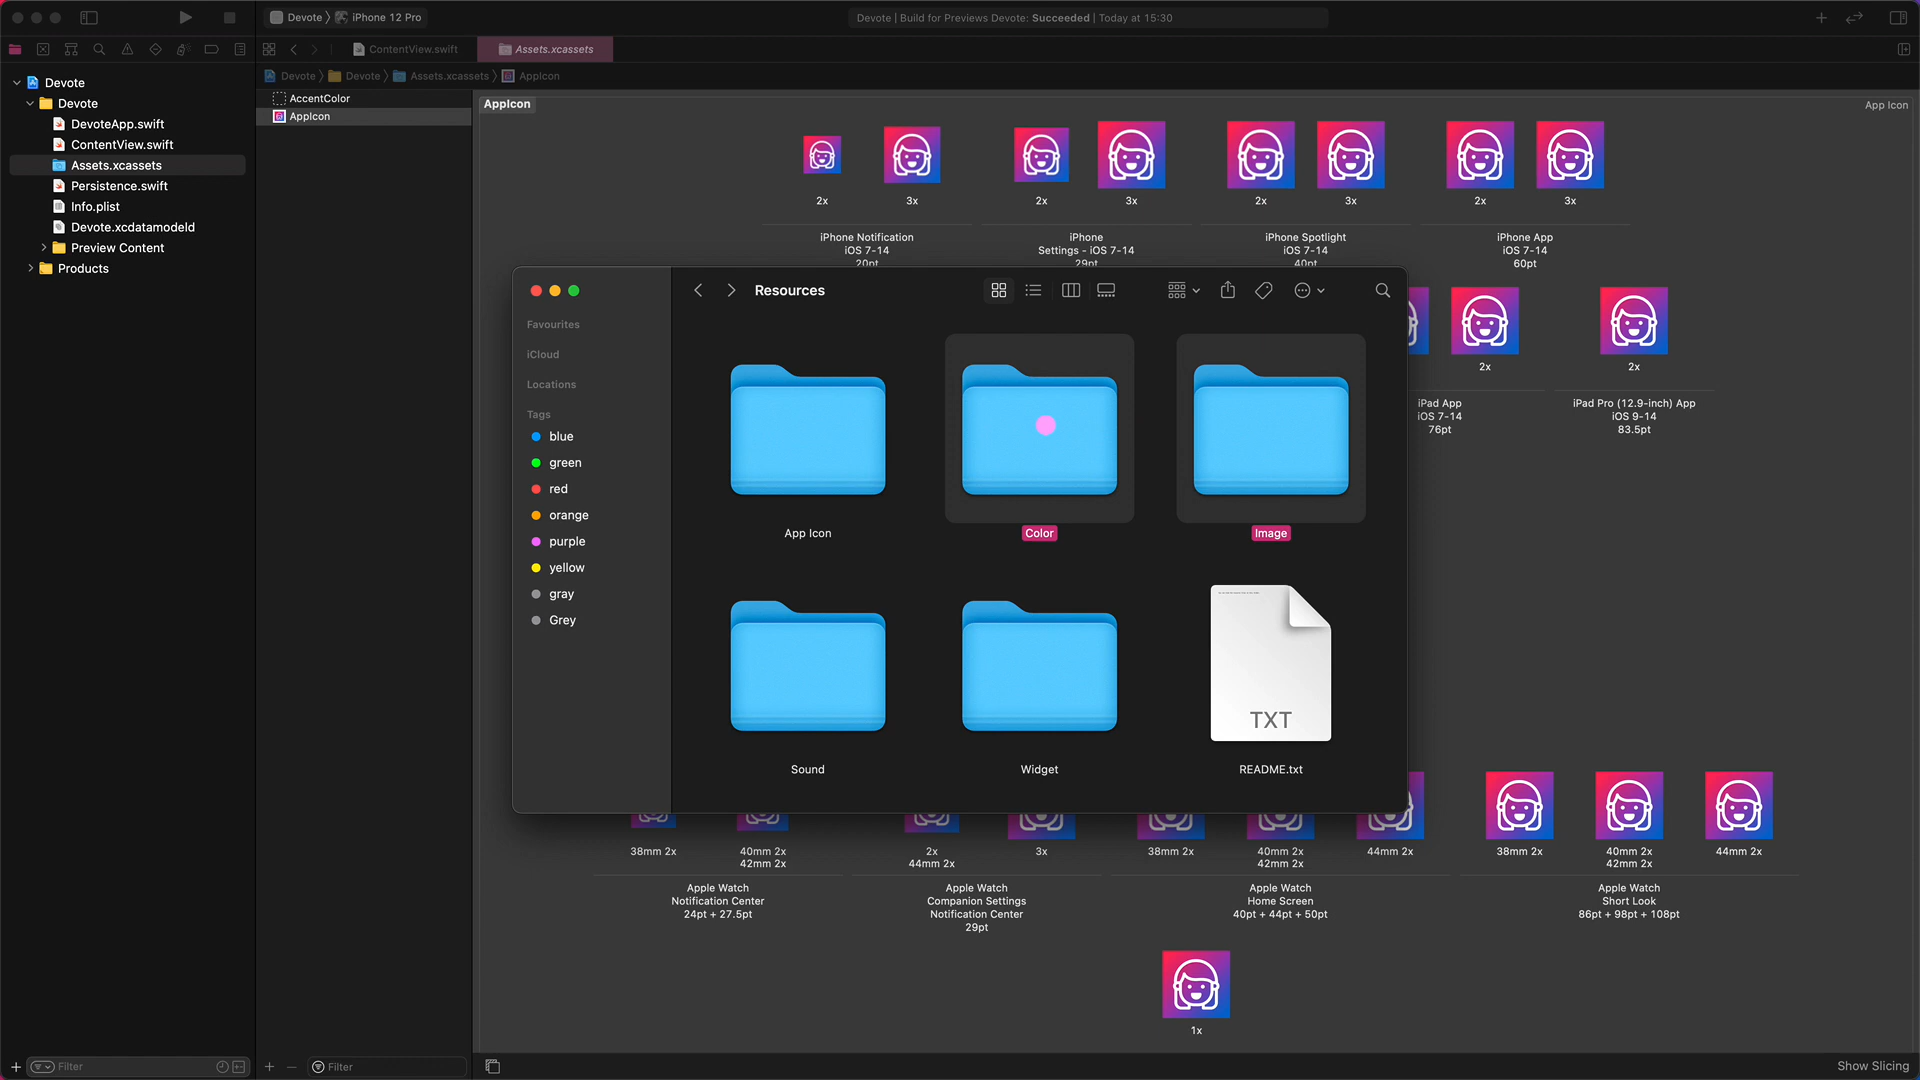 Devote
iPhone 12 Pro
Devote | Build for Previews Devote: Succeeded | Today at 15:30
ContentView.swift
Assets.xcassets
Devote
Devote
Assets.xcassets
AppIcon
Devote
Devote
DevoteApp.swift
ContentView.swift
Assets.xcassets
Persistence.swift
Info.plist
Devote.xcdatamodeld
Preview Content
Products
AccentColor
AppIcon
AppIcon
App Icon
2x
3x
2x
3x
2x
3x
2x
3x
iPhone Notification
iOS 7-14
20pt
iPhone
Settings - iOS 7-14
29pt
iPhone Spotlight
iOS 7-14
40pt
iPhone App
iOS 7-14
60pt
Resources
Favourites
iCloud
Locations
Tags
blue
green
red
orange
purple
yellow
gray
Grey
App Icon
Color
Image
Sound
Widget
TXT
README.txt
2x
2x
iPad App
iOS 7-14
76pt
iPad Pro (12.9-inch) App
iOS 9-14
83.5pt
38mm 2x
40mm 2x
42mm 2x
2x
44mm 2x
3x
38mm 2x
40mm 2x
42mm 2x
44mm 2x
38mm 2x
40mm 2x
42mm 2x
44mm 2x
Apple Watch
Notification Center
24pt + 27.5pt
Apple Watch
Companion Settings
Notification Center
29pt
Apple Watch
Home Screen
40pt + 44pt + 50pt
Apple Watch
Short Look
86pt + 98pt + 108pt
1x
Filter
Filter
Show Slicing